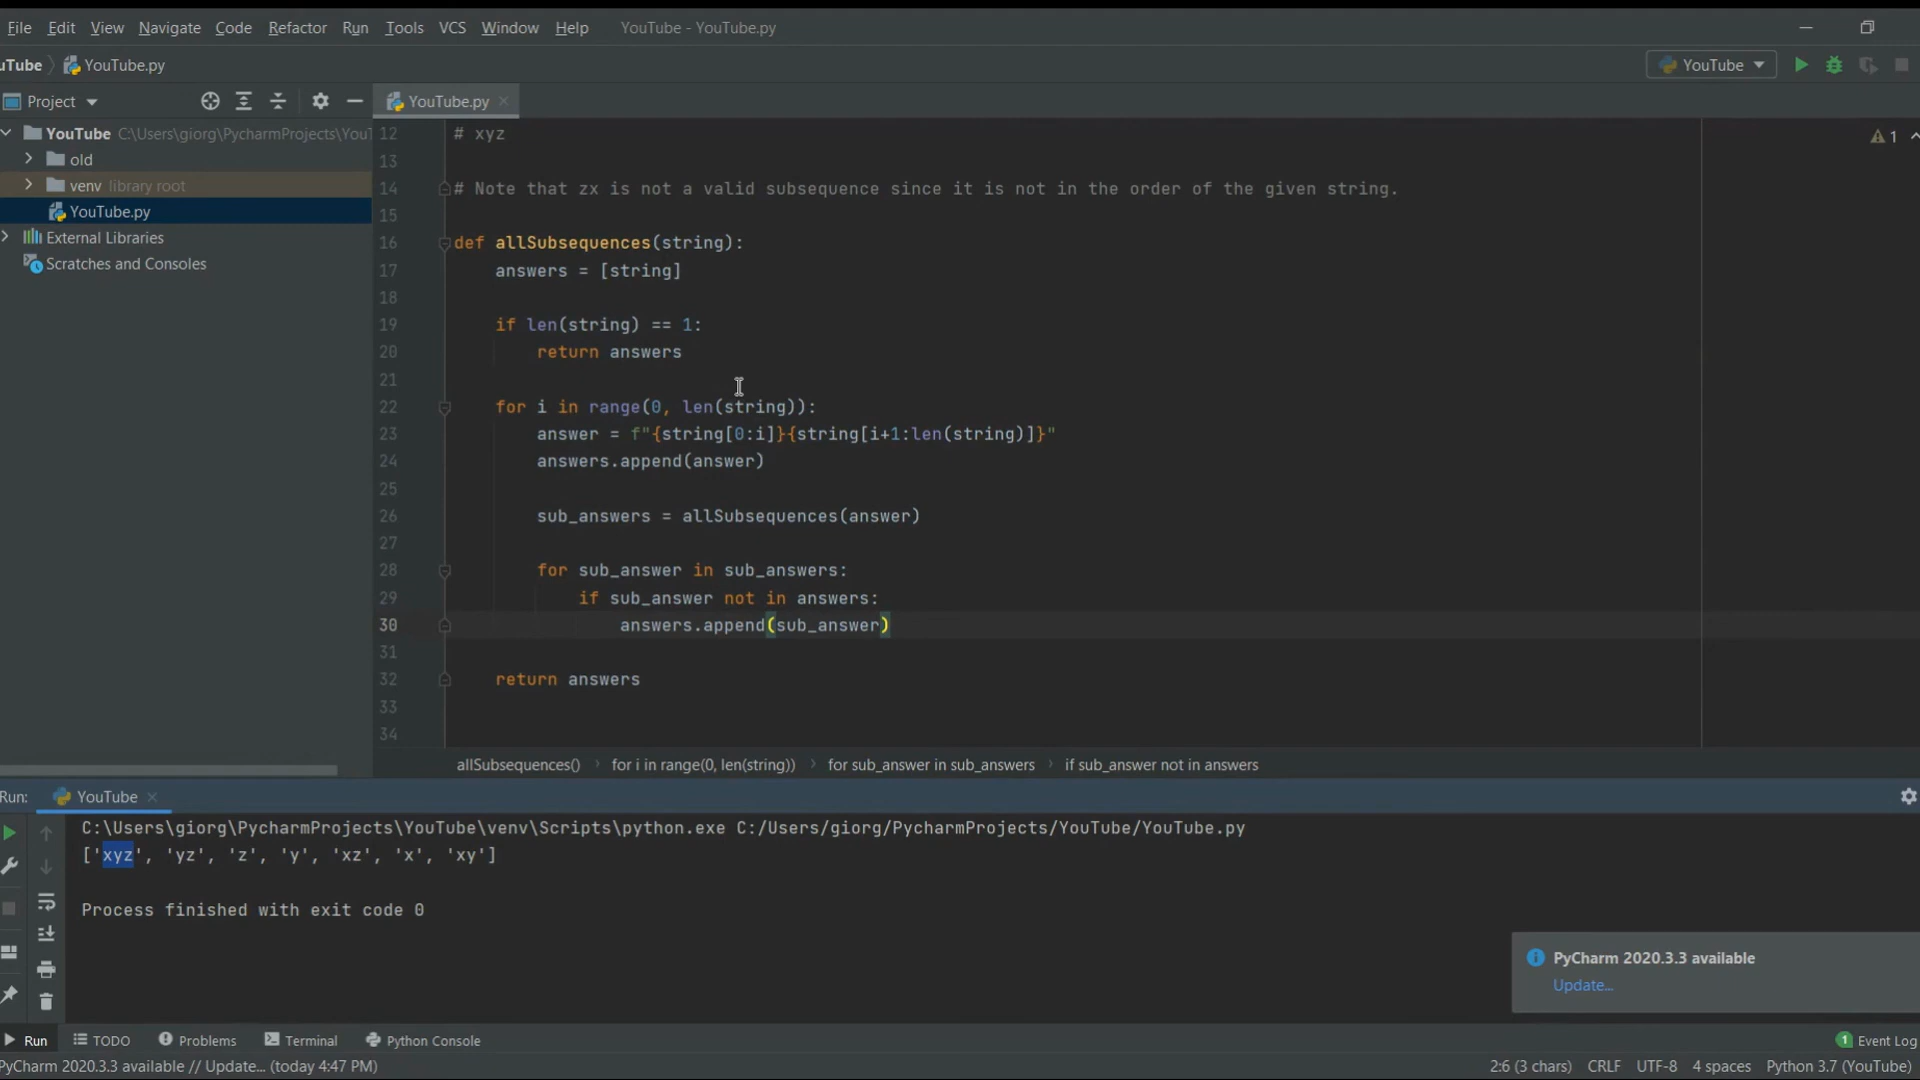 File Edit View Navigate Code Refactor Run Tools VCS Window Help YouTube - YouTube.py
uTube YouTube.py YouTube
Project YouTube.py
YouTube C:\Users\giorg\PycharmProjects\YouT
old
venv library root
YouTube.py
External Libraries
Scratches and Consoles
12 # xyz 1
13
14 # Note that zx is not a valid subsequence since it is not in the order of the given string.
15
16 def allSubsequences(string):
17 answers = [string]
18
19 if len(string) == 1:
20 return answers
21
22 for i in range(0, len(string)):
23 answer = f"{string[0:i]}{string[i+1:len(string)]}"
24 answers.append(answer)
25
26 sub_answers = allSubsequences(answer)
27
28 for sub_answer in sub_answers:
29 if sub_answer not in answers:
30 answers.append(sub_answer)
31
32 return answers
33
34
allSubsequences() for i in range(0, len(string)) for sub_answer in sub_answers if sub_answer not in answers
Run: YouTube
C:\Users\giorg\PycharmProjects\YouTube\venv\Scripts\python.exe C:/Users/giorg/PycharmProjects/YouTube/YouTube.py
['xyz', 'yz', 'z', 'y', 'xz', 'x', 'xy']
Process finished with exit code 0
PyCharm 2020.3.3 available
Update...
Run TODO Problems Terminal Python Console 1 Event Log
PyCharm 2020.3.3 available // Update... (today 4:47 PM) 2:6 (3 chars) CRLF UTF-8 4 spaces Python 3.7 (YouTube)